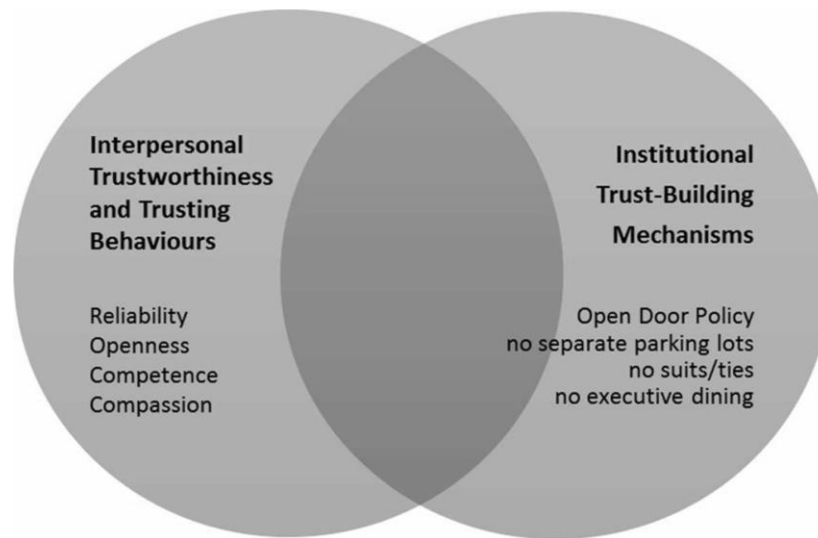 Interpersonal
Trustworthiness
and Trusting
Behaviours
Reliability
Openness
Competence
Compassion
Institutional
Trust-Building
Mechanisms
Open Door Policy
no separate parking lots
no suits/ties
no executive dining